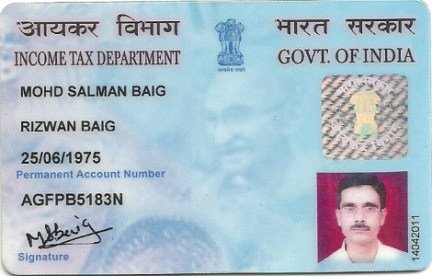 आयकर विभाग
भारत सरकार
INCOME TAX DEPARTMENT
GOVT. OF INDIA
MOHD SALMAN BAIG
RIZWAN BAIG
25/06/1975
Permanent Account Number
AGFPB5183N
Signature
14042011